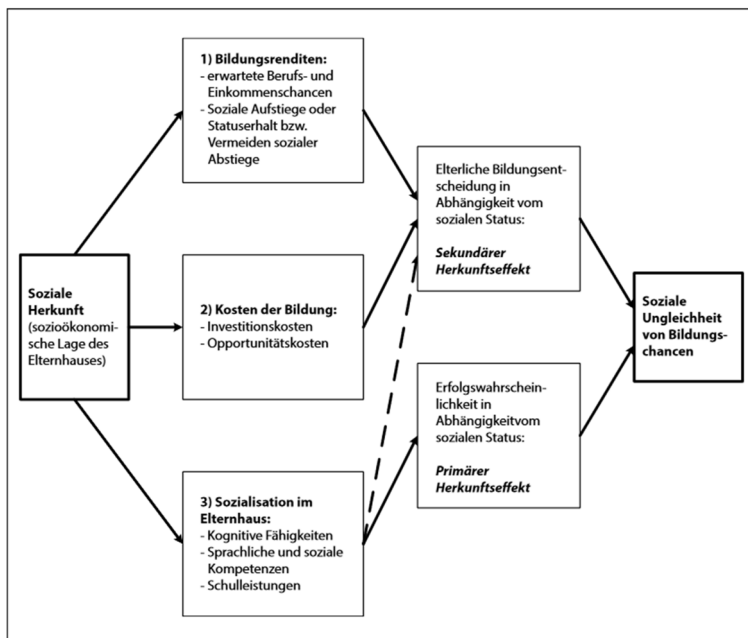 1) Bildungsrenditen:
- erwartete Berufs- und
Einkommenschancen
- Soziale Aufstiege oder
Statuserhalt bzw.
Vermeiden sozialer
Abstiege
Elterliche Bildungsent-
scheidung in
Abhängigkeit vom
sozialen Status:
Sekundärer
Herkunftseffekt
Soziale
Herkunft
(sozioökonomi-
sche Lage des
Elternhauses)
2) Kosten der Bildung:
- Investitionskosten
- Opportunitätskosten
Soziale
Ungleichheit
von Bildungs-
chancen
Erfolgswahrschein-
lichkeit in
Abhängigkeitvom
sozialen Status:
Primärer
Herkunftseffekt
3) Sozialisation im
Elternhaus:
- Kognitive Fähigkeiten
- Sprachliche und soziale
Kompetenzen
- Schulleistungen